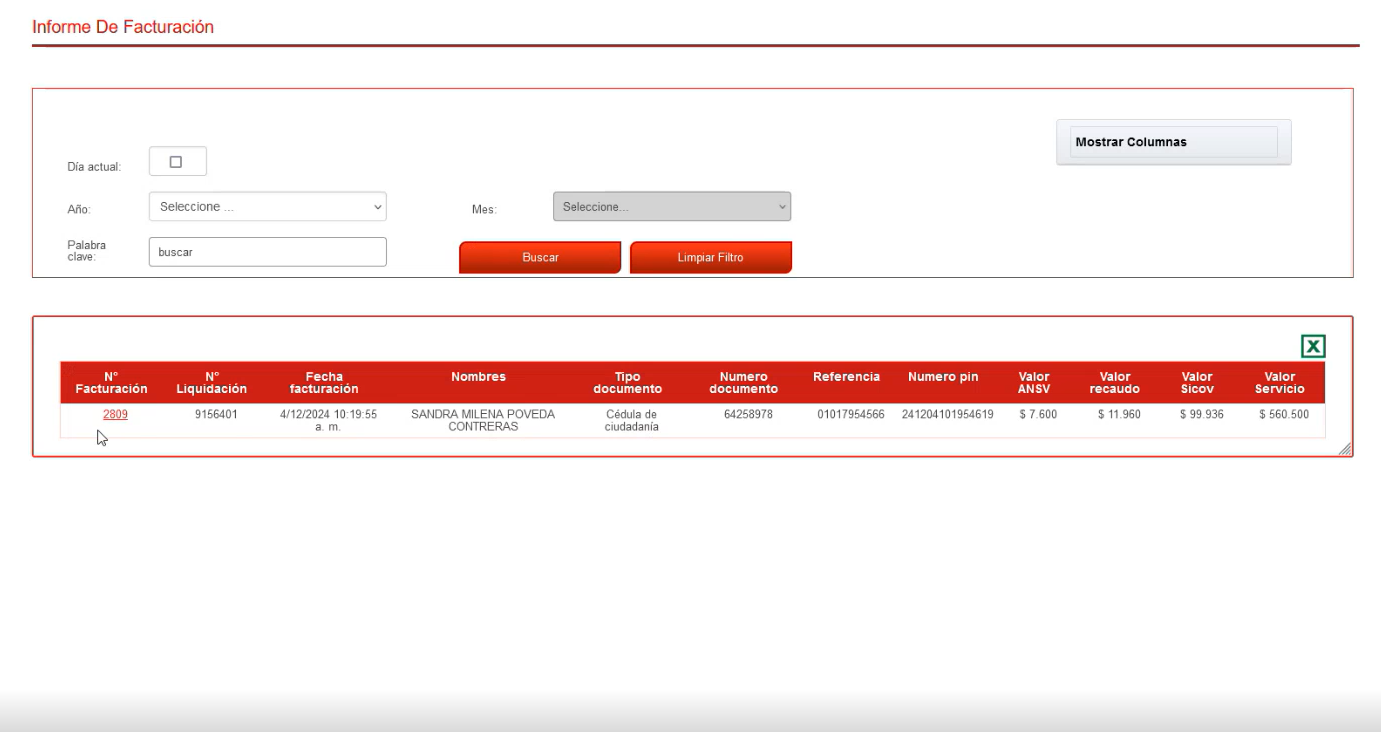 Informe De Facturación
Mostrar Columnas
Día actual:
Año: Seleccione ... Mes: Seleccione...
Palabra
clave:
buscar Buscar Limpiar Filtro
N°
Facturación
N°
Liquidación
Fecha
facturación
Nombres
Tipo
documento
Numero
documento
Referencia
Numero pin
Valor
ANSV
Valor
recaudo
Valor
Sicov
Valor
Servicio
2809
9156401
4/12/2024 10:19:55
a. m.
SANDRA MILENA POVEDA
CONTRERAS
Cédula de
ciudadanía
64258978
01017954566
241204101954619
$ 7.600
$ 11.960
$ 99.936
$ 560.500